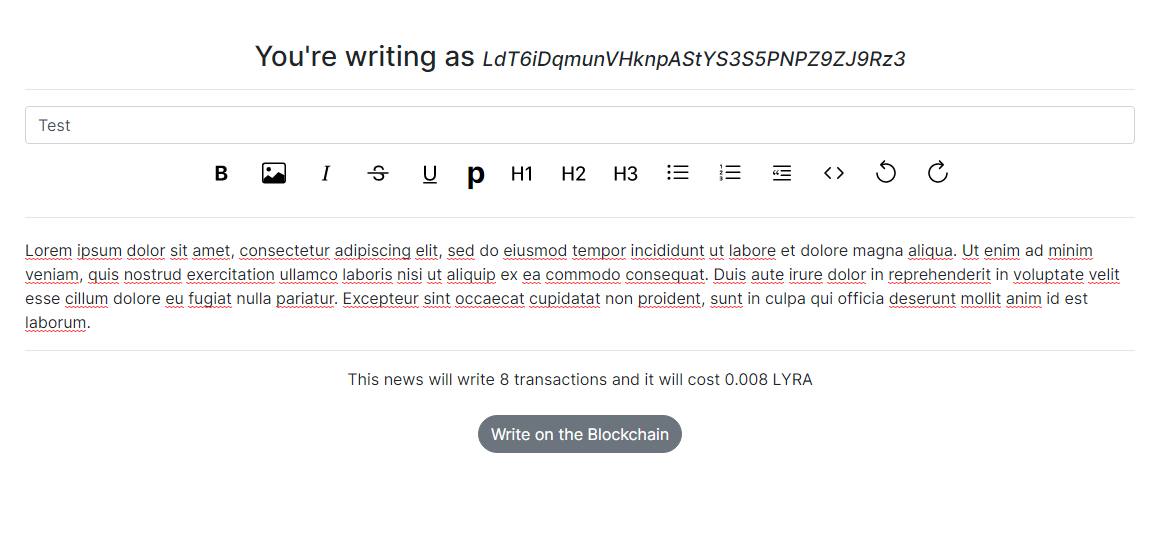 You're writing as LdT6iDqmunVHknpAStYS3S5PNPZ9ZJ9Rz3
Test
B I S U p H1 H2 H3
Lorem ipsum dolor sit amet, consectetur adipiscing elit, sed do eiusmod tempor incididunt ut labore et dolore magna aliqua. Ut enim ad minim
veniam, quis nostrud exercitation ullamco laboris nisi ut aliquip ex ea commodo consequat. Duis aute irure dolor in reprehenderit in voluptate velit
esse cillum dolore eu fugiat nulla pariatur. Excepteur sint occaecat cupidatat non proident, sunt in culpa qui officia deserunt mollit anim id est
laborum.
This news will write 8 transactions and it will cost 0.008 LYRA
Write on the Blockchain